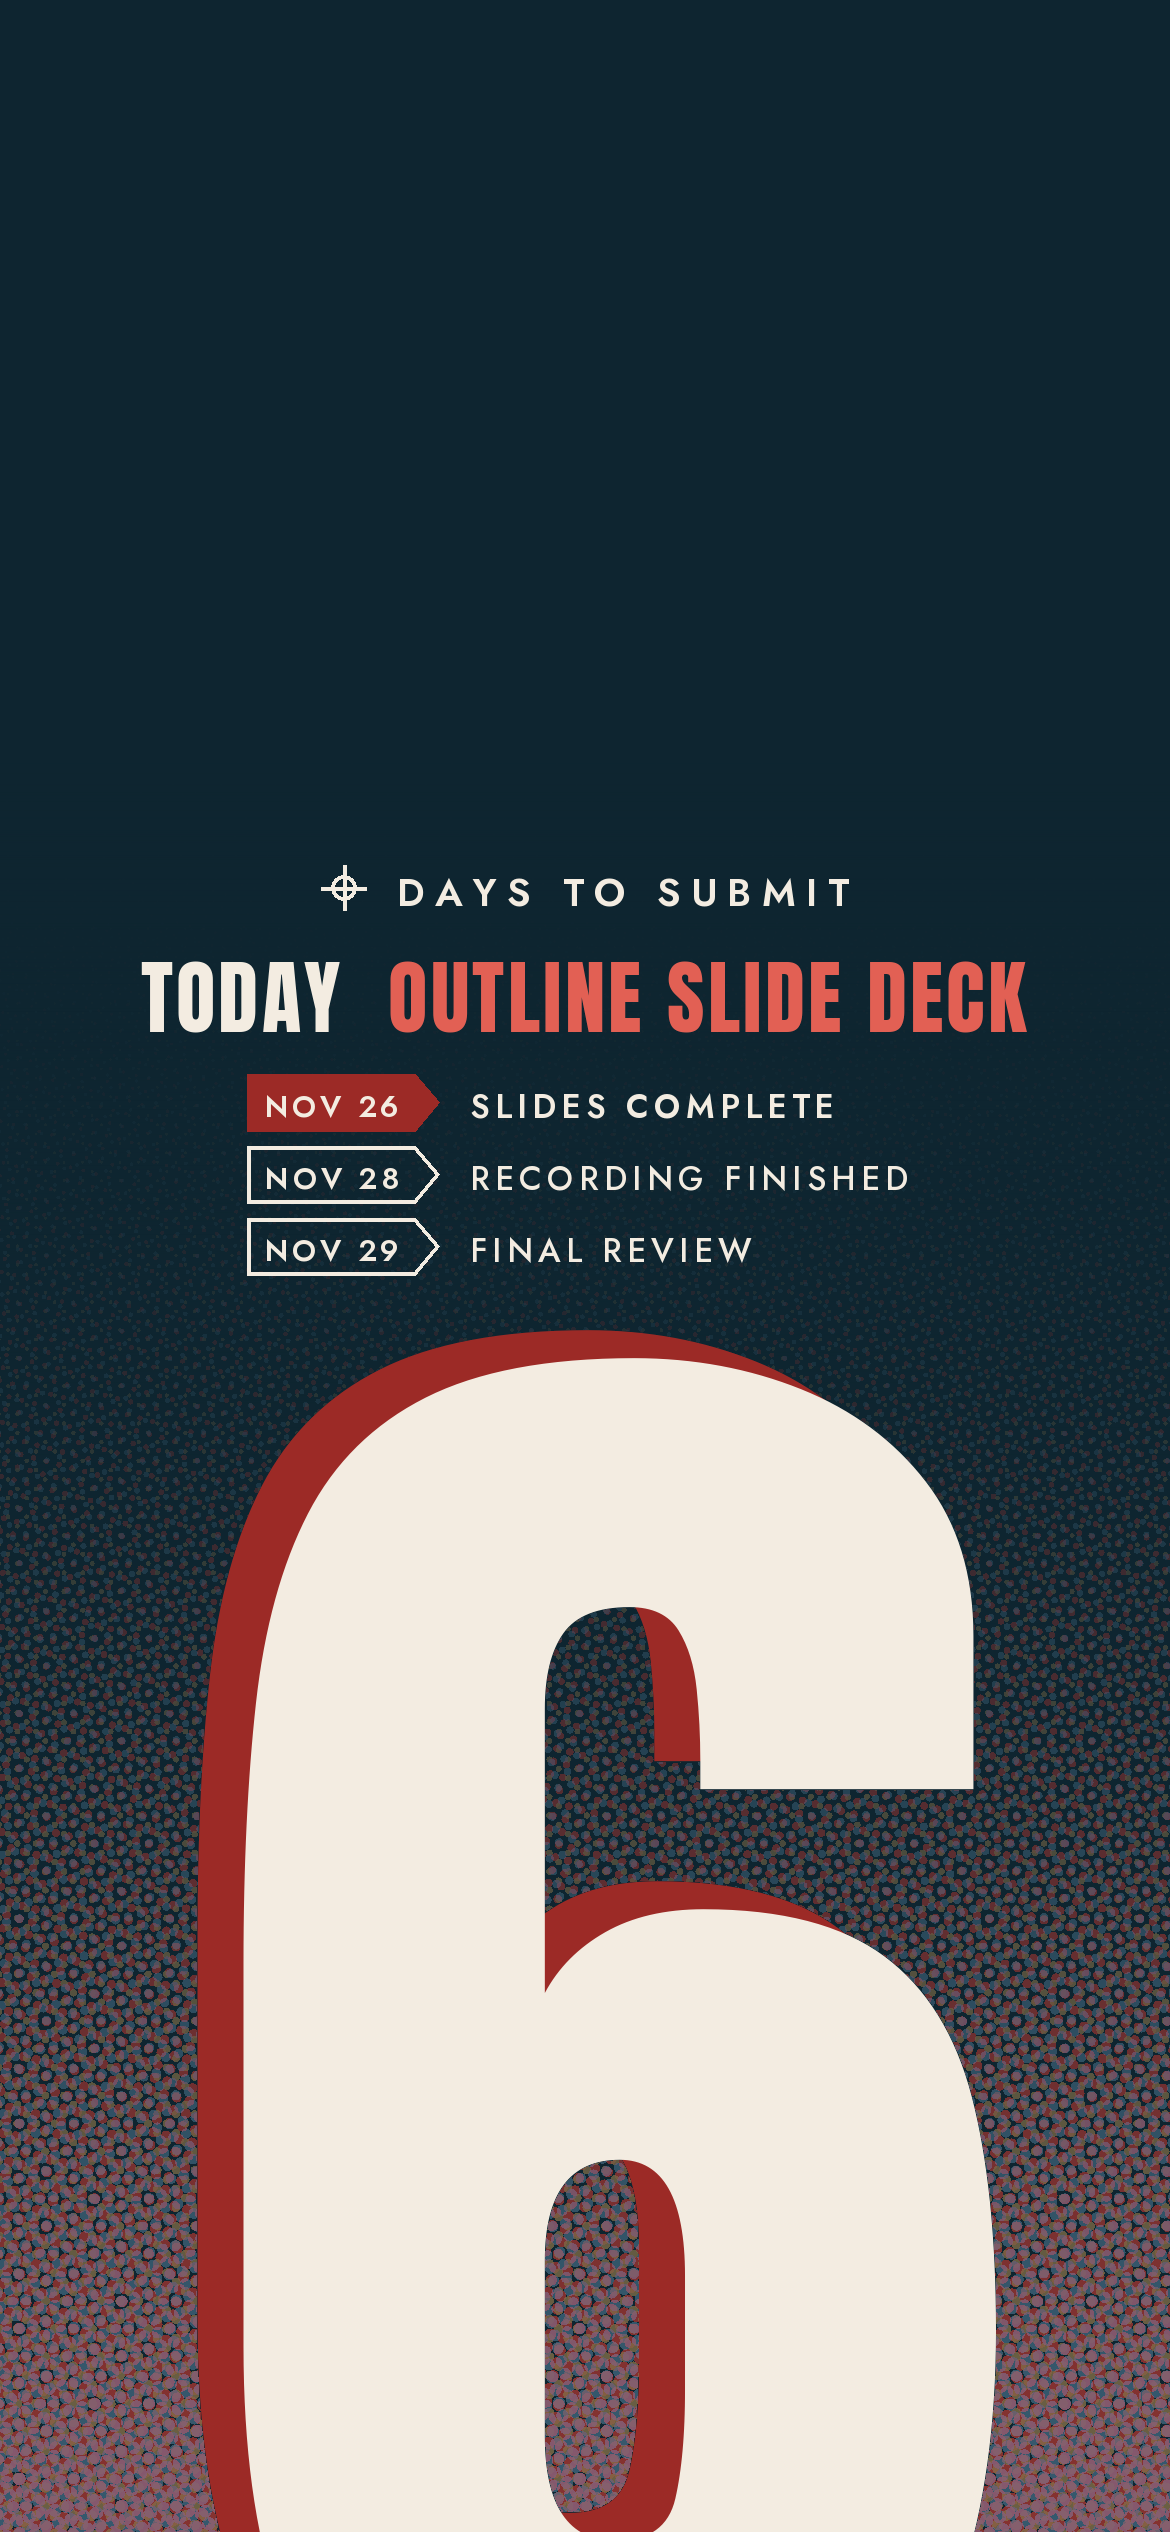 DAYS TO SUBMIT
TODAY OUTLINE SLIDE DECK
NOV 26 SLIDES COMPLETE
NOV 28 RECORDING FINISHED
NOV 29 FINAL REVIEW
6